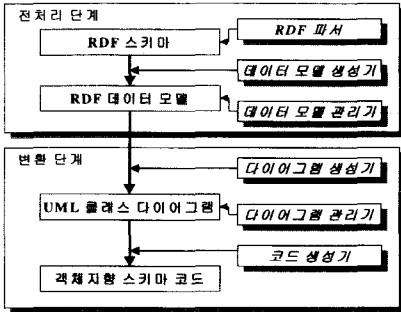 전처리 단계
RDF 스키마
RDF 파서
데이터 모델 생성기
RDF 데이터 모델
데이터 모델 관리기
변환 단계
다이어그램 생성기
UML 클래스 다이어그램
다이어그램 관리기
코드 생성기
객체지향 스키마 코드